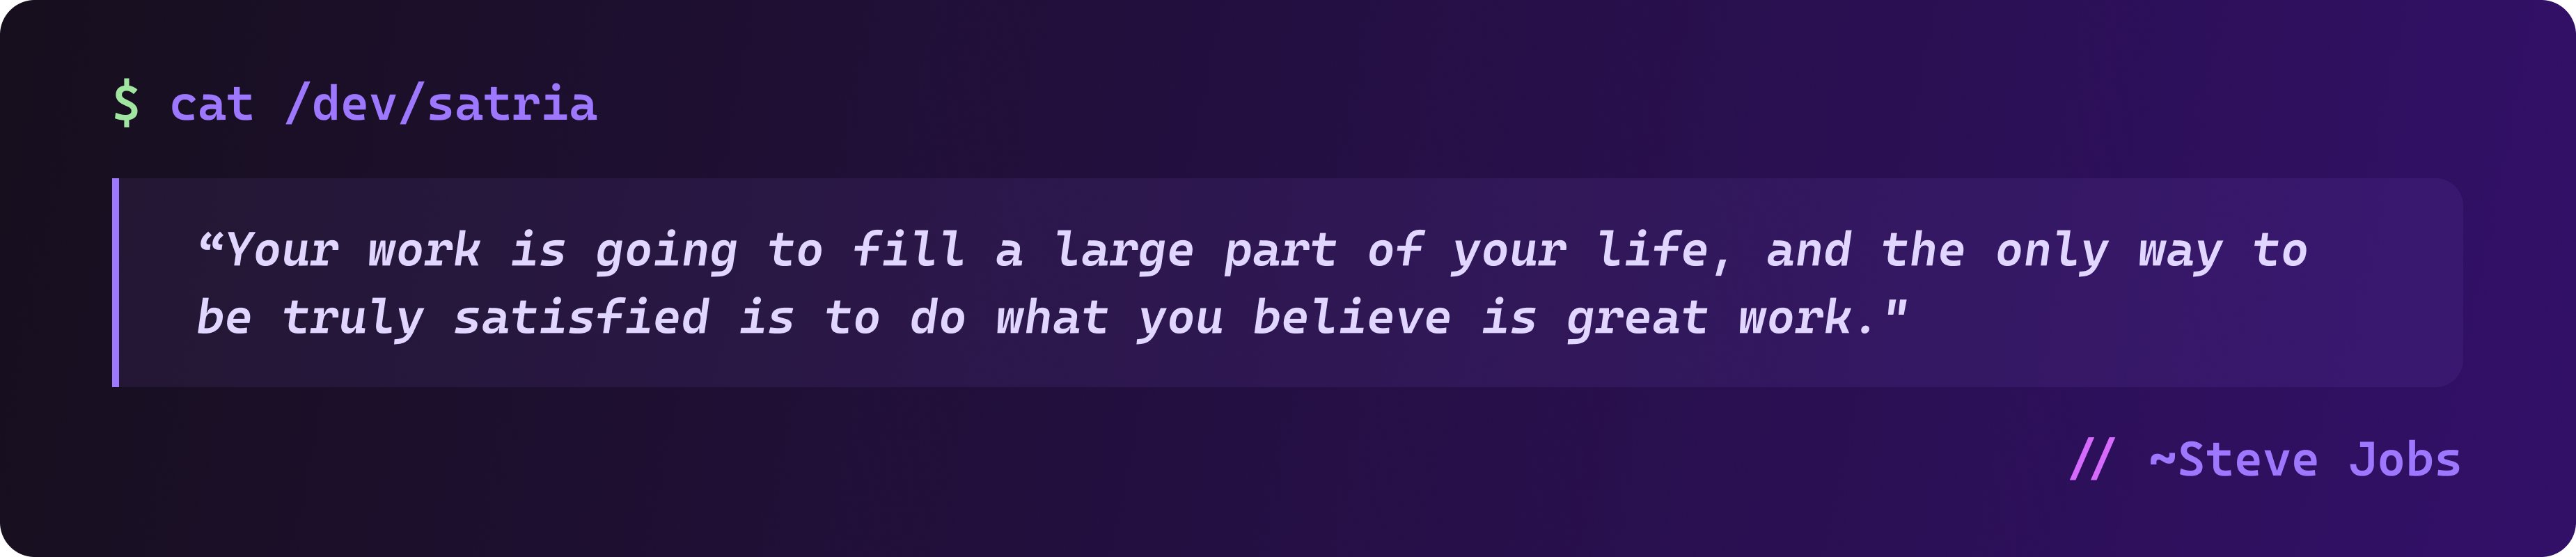 $ cat /dev/satria
“Your work is going to fill a large part of your life, and the only way to
be truly satisfied is to do what you believe is great work."
// ~Steve Jobs